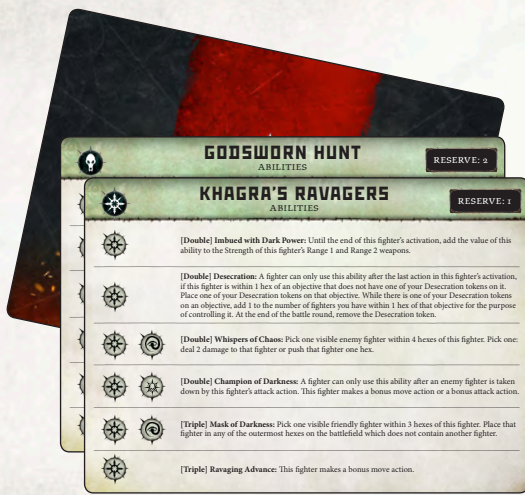 GODSWORN HUNT
ABILITIES
RESERVE: 2
KHAGRA'S RAVAGERS
ABILITIES
RESERVE: 1
[Double] Imbued with Dark Power: Until the end of this fighter's activation, add the value of this
ability to the Strength of this fighter's Range 1 and Range 2 weapons.
[Double] Desecration: A fighter can only use this ability after the last action in this fighter's activation,
if this fighter is within 1 hex of an objective that does not have one of your Desecration tokens on it.
Place one of your Desecration tokens on that objective. While there is one of your Desecration tokens
on an objective, add 1 to the number of fighters you have within 1 hex of that objective for the purpose
of controlling it. At the end of the battle round, remove the Desecration token.
[Double] Whispers of Chaos: Pick one visible enemy fighter within 4 hexes of this fighter. Pick one:
deal 2 damage to that fighter or push that fighter one hex.
[Double] Champion of Darkness: A fighter can only use this ability after an enemy fighter is taken
down by this fighter's attack action. This fighter makes a bonus move action or a bonus attack action.
[Triple] Mask of Darkness: Pick one visible friendly fighter within 3 hexes of this fighter. Place that
fighter in any of the outermost hexes on the battlefield which does not contain another fighter.
[Triple] Ravaging Advance: This fighter makes a bonus move action.